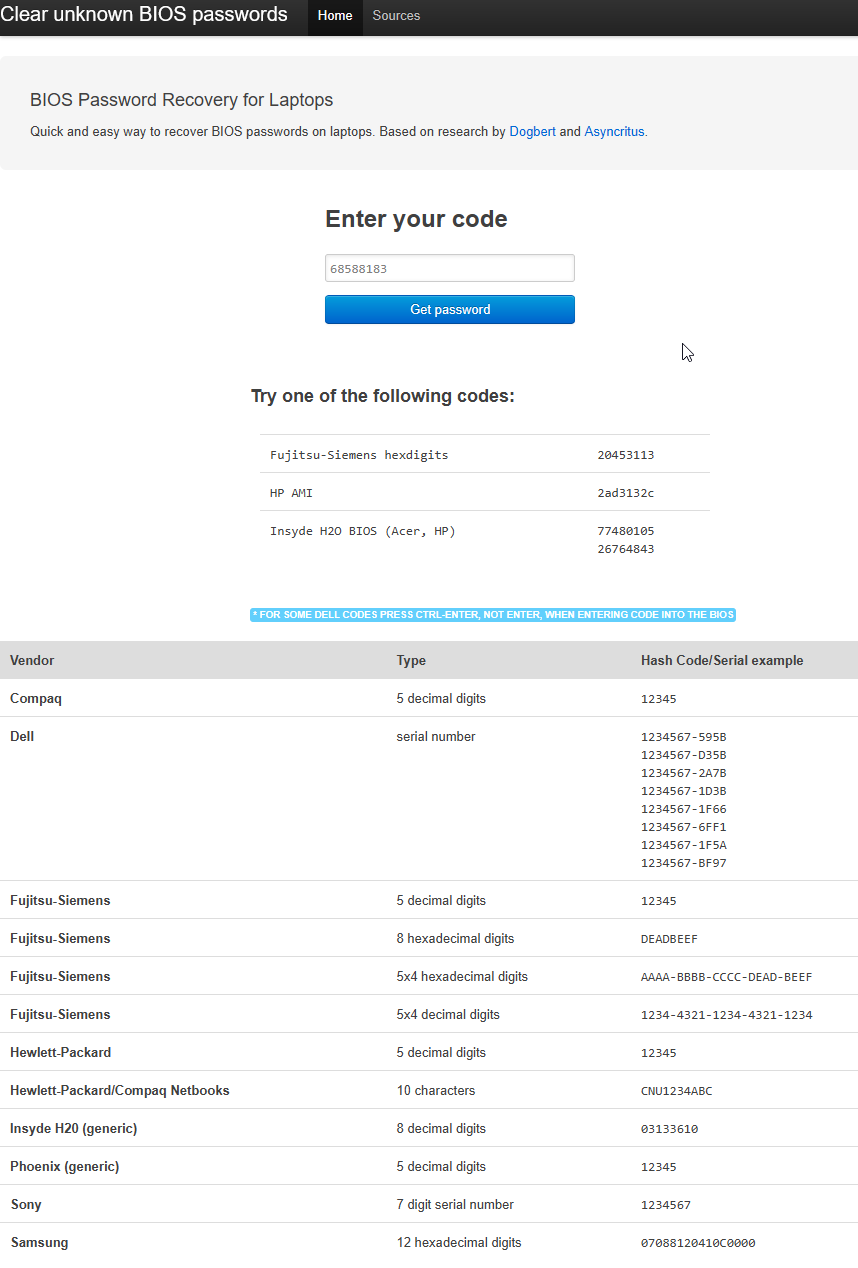 Clear unknown BIOS passwords Home Sources
BIOS Password Recovery for Laptops
Quick and easy way to recover BIOS passwords on laptops. Based on research by Dogbert and Asyncritus.
Enter your code
68588183
Get password
Try one of the following codes:
Fujitsu-Siemens hexdigits 20453113
HP AMI 2ad3132c
Insyde H2O BIOS (Acer, HP) 77480105
26764843
* FOR SOME DELL CODES PRESS CTRL-ENTER, NOT ENTER, WHEN ENTERING CODE INTO THE BIOS
Vendor Type Hash Code/Serial example
Compaq 5 decimal digits 12345
Dell serial number 1234567-595B
1234567-D35B
1234567-2A7B
1234567-1D3B
1234567-1F66
1234567-6FF1
1234567-1F5A
1234567-BF97
Fujitsu-Siemens 5 decimal digits 12345
Fujitsu-Siemens 8 hexadecimal digits DEADBEEF
Fujitsu-Siemens 5x4 hexadecimal digits AAAA-BBBB-CCCC-DEAD-BEEF
Fujitsu-Siemens 5x4 decimal digits 1234-4321-1234-4321-1234
Hewlett-Packard 5 decimal digits 12345
Hewlett-Packard/Compaq Netbooks 10 characters CNU1234ABC
Insyde H20 (generic) 8 decimal digits 03133610
Phoenix (generic) 5 decimal digits 12345
Sony 7 digit serial number 1234567
Samsung 12 hexadecimal digits 07088120410C0000